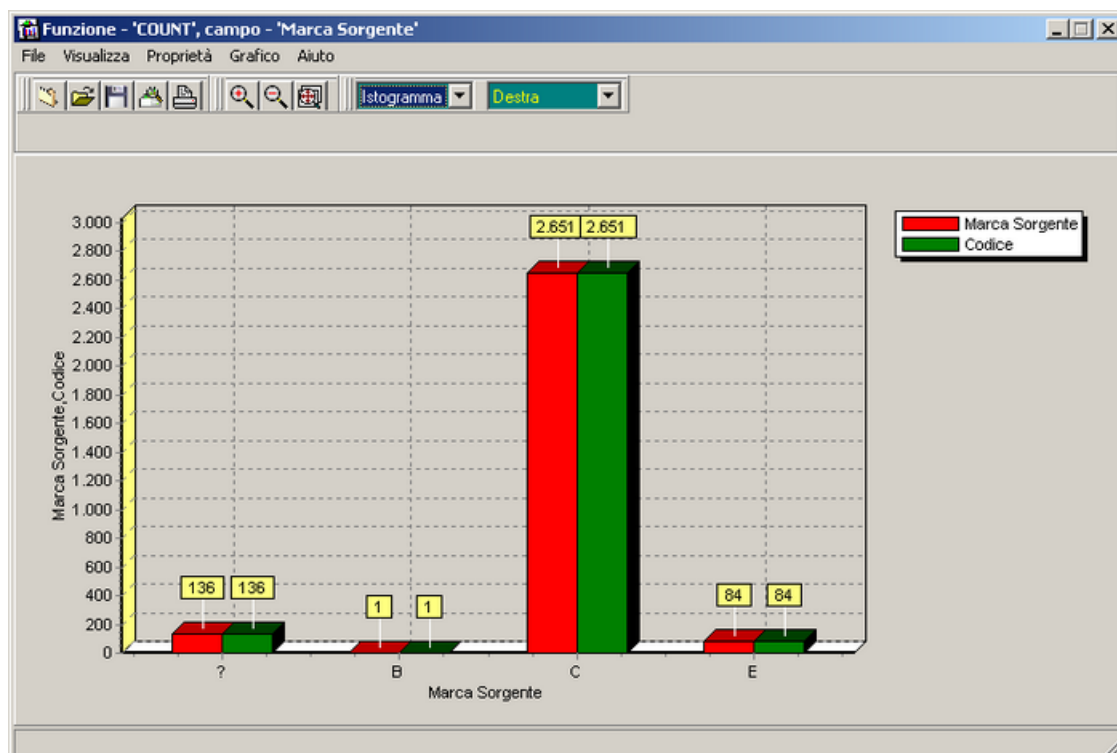 Funzione - 'COUNT', campo - 'Marca Sorgente'
File Visualizza Proprietà Grafico Aiuto
Istogramma Destra
3.000
2.800
2.600
2.400
2.200
2.000
1.800
1.600
1.400
1.200
1.000
800
600
400
200
0
Marca Sorgente,Codice
136 136
1 1
2.651 2.651
84 84
? B C E
Marca Sorgente
Marca Sorgente
Codice